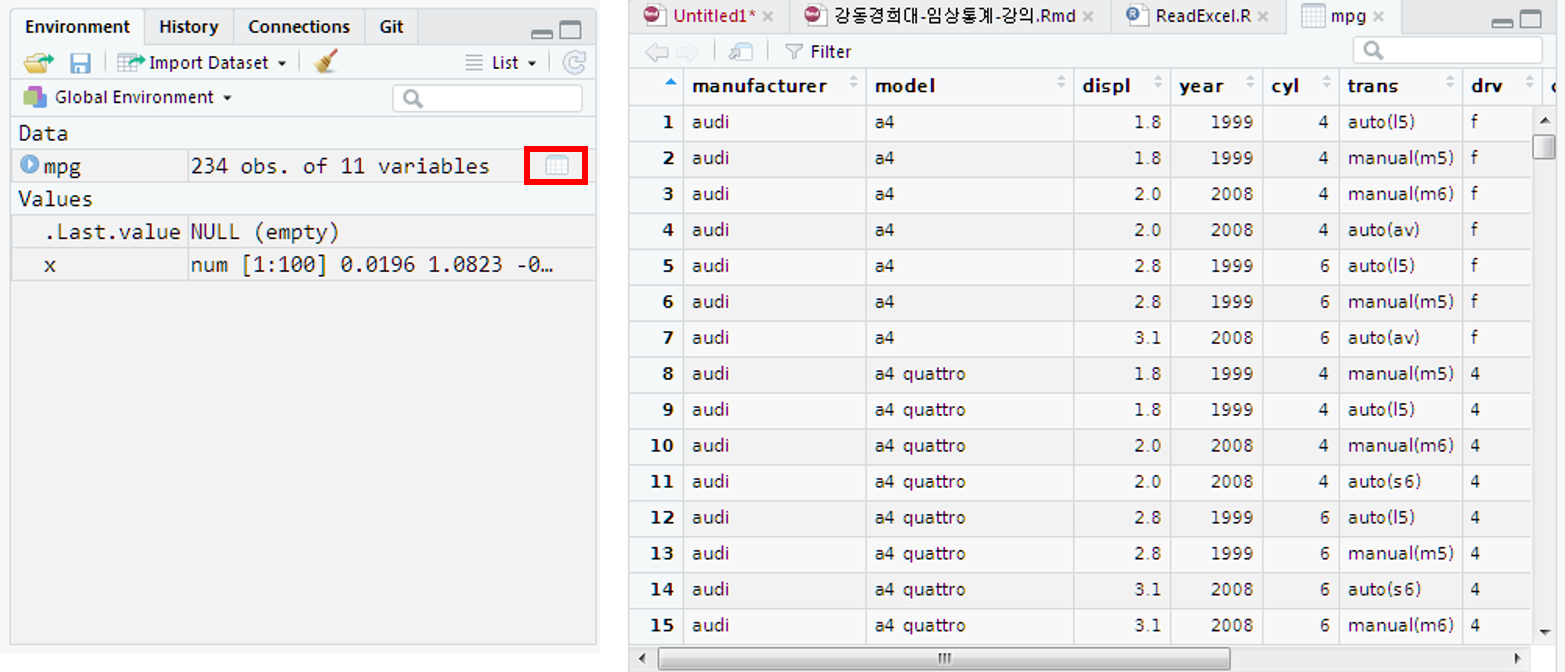 Environment History Connections Git
Import Dataset List
Global Environment
Data
mpg 234 obs. of 11 variables
Values
.Last.value NULL (empty)
x num [1:100] 0.0196 1.0823 -0…
Untitled1* 강동경희대-임상통계-강의.Rmd ReadExcel.R mpg
Filter
manufacturer model displ year cyl trans drv
1 audi a4 1.8 1999 4 auto(l5) f
2 audi a4 1.8 1999 4 manual(m5) f
3 audi a4 2.0 2008 4 manual(m6) f
4 audi a4 2.0 2008 4 auto(av) f
5 audi a4 2.8 1999 6 auto(l5) f
6 audi a4 2.8 1999 6 manual(m5) f
7 audi a4 3.1 2008 6 auto(av) f
8 audi a4 quattro 1.8 1999 4 manual(m5) 4
9 audi a4 quattro 1.8 1999 4 auto(l5) 4
10 audi a4 quattro 2.0 2008 4 manual(m6) 4
11 audi a4 quattro 2.0 2008 4 auto(s6) 4
12 audi a4 quattro 2.8 1999 6 auto(l5) 4
13 audi a4 quattro 2.8 1999 6 manual(m5) 4
14 audi a4 quattro 3.1 2008 6 auto(s6) 4
15 audi a4 quattro 3.1 2008 6 manual(m6) 4